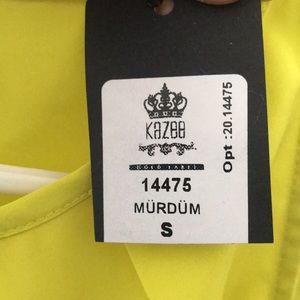 KAZEE
GOLD LABEL
14475
MÜRDÜM
S
Opt :20.14475